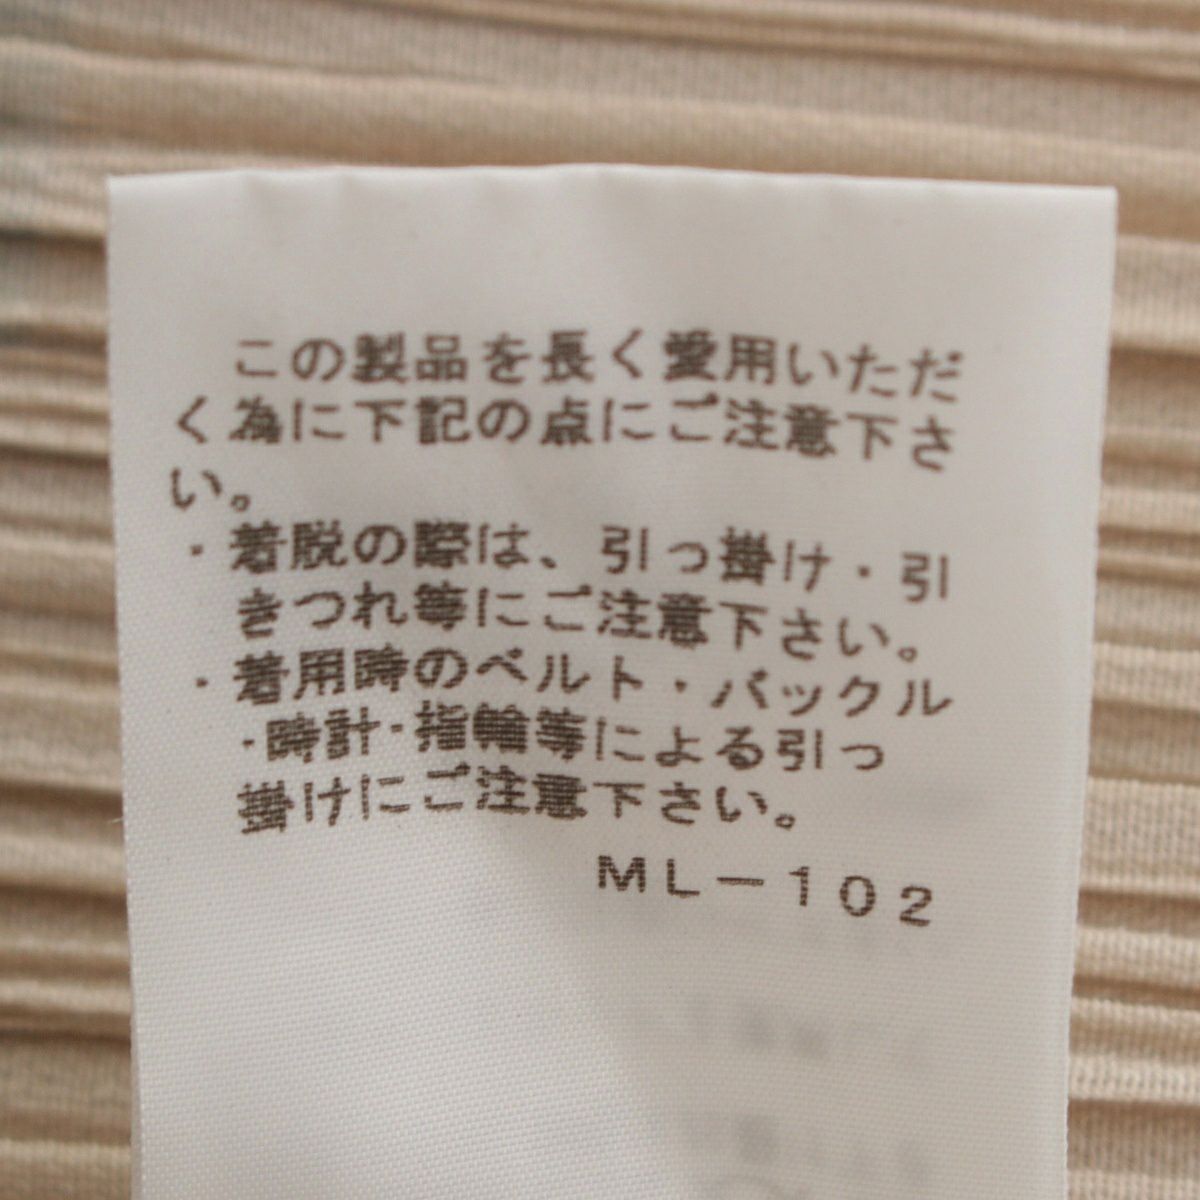 この製品を長く愛用いただ
く為に下記の点にご注意下さ
い。
・着脱の際は、引っ掛け・引
きつれ等にご注意下さい。
・着用時のベルト・バックル
・時計・指輪等による引っ
掛けにご注意下さい。
ML-102